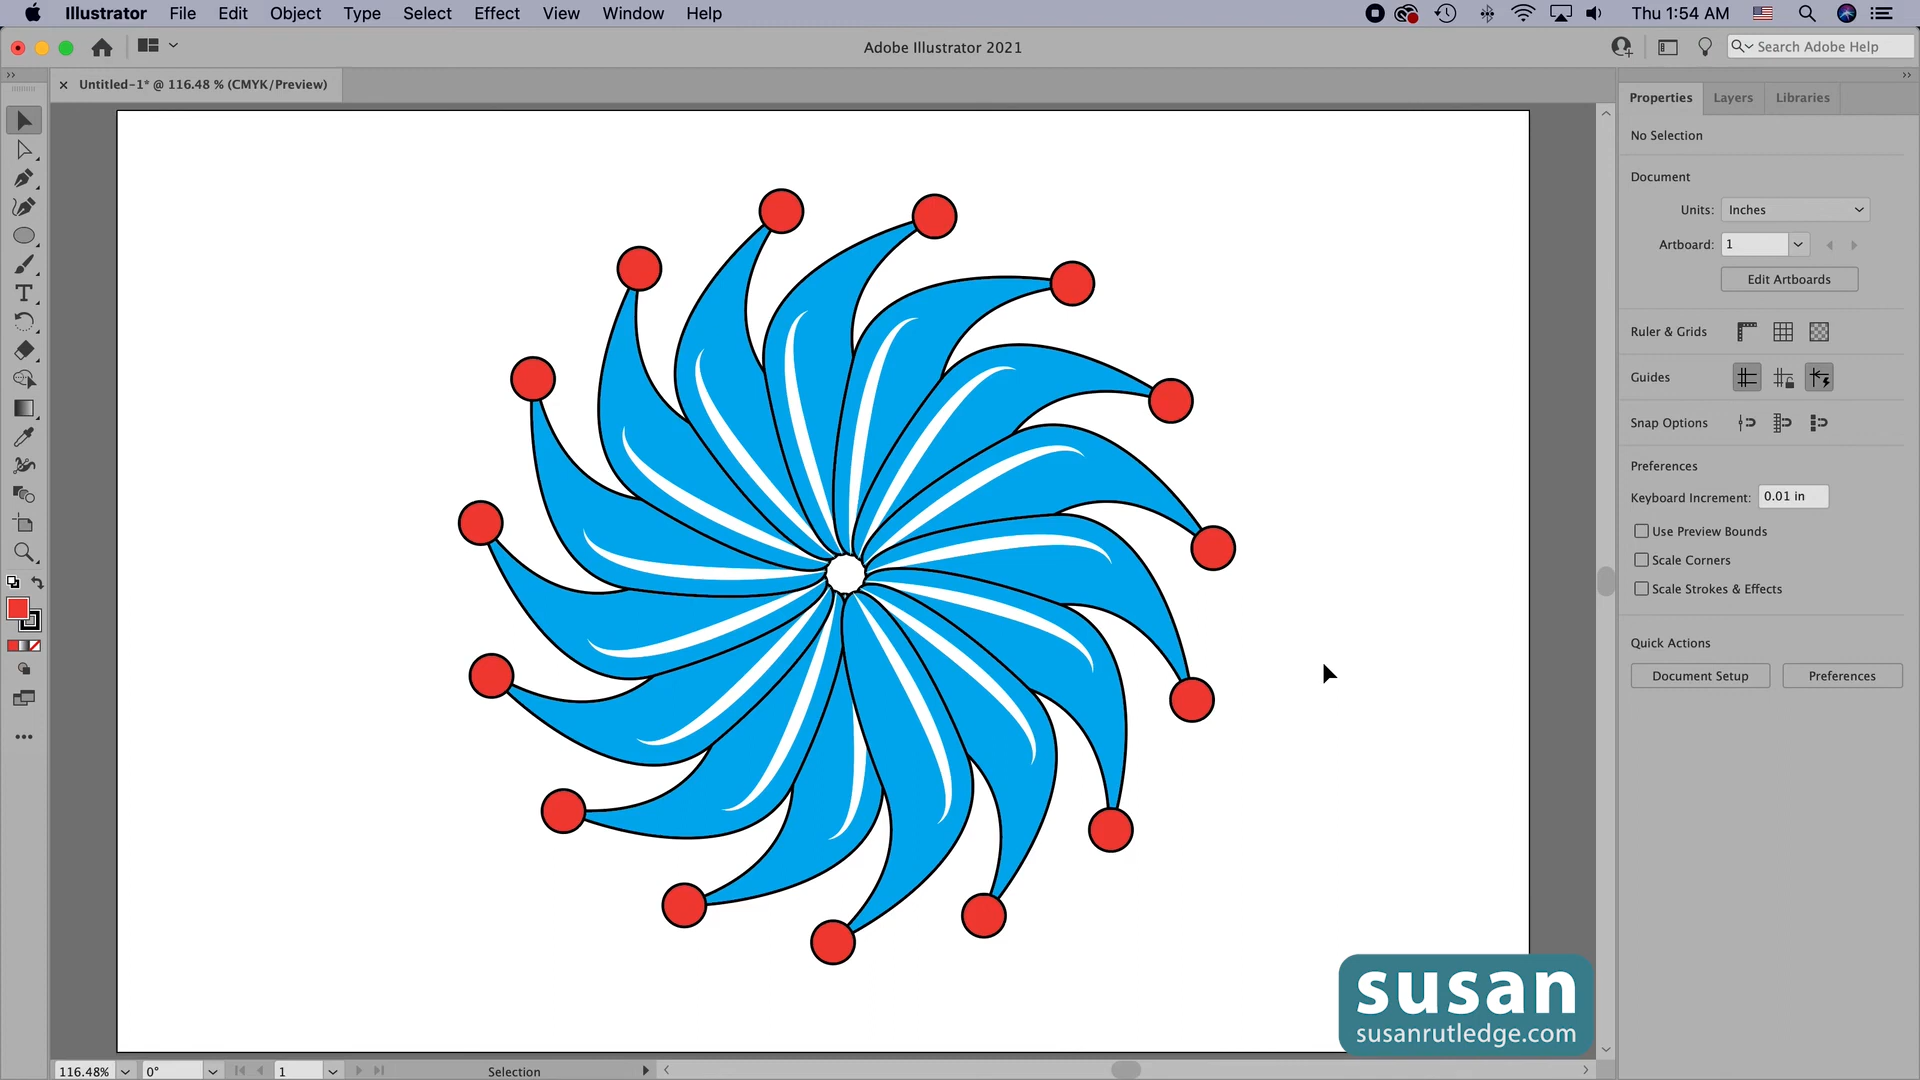 Illustrator File Edit Object Type Select Effect View Window Help Thu 1:54 AM
Adobe Illustrator 2021 Search Adobe Help
Untitled-1* @ 116.48 % (CMYK/Preview)
Properties Layers Libraries
No Selection
Document
Units: Inches
Artboard: 1
Edit Artboards
Ruler & Grids
Guides
Snap Options
Preferences
Keyboard Increment: 0.01 in
Use Preview Bounds
Scale Corners
Scale Strokes & Effects
Quick Actions
Document Setup Preferences
susan
susanrutledge.com
116.48% 0° 1 Selection